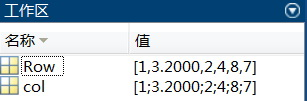 工作区
名称 值
Row [1,3.2000,2,4,8,7]
col [1;3.2000;2;4;8;7]